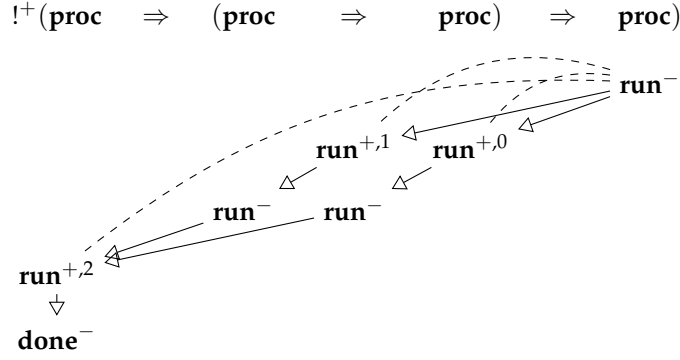 !⁺(proc ⇒ (proc ⇒ proc) ⇒ proc)
run⁻
run⁺,¹ run⁺,⁰
run⁻ run⁻
run⁺,²
done⁻